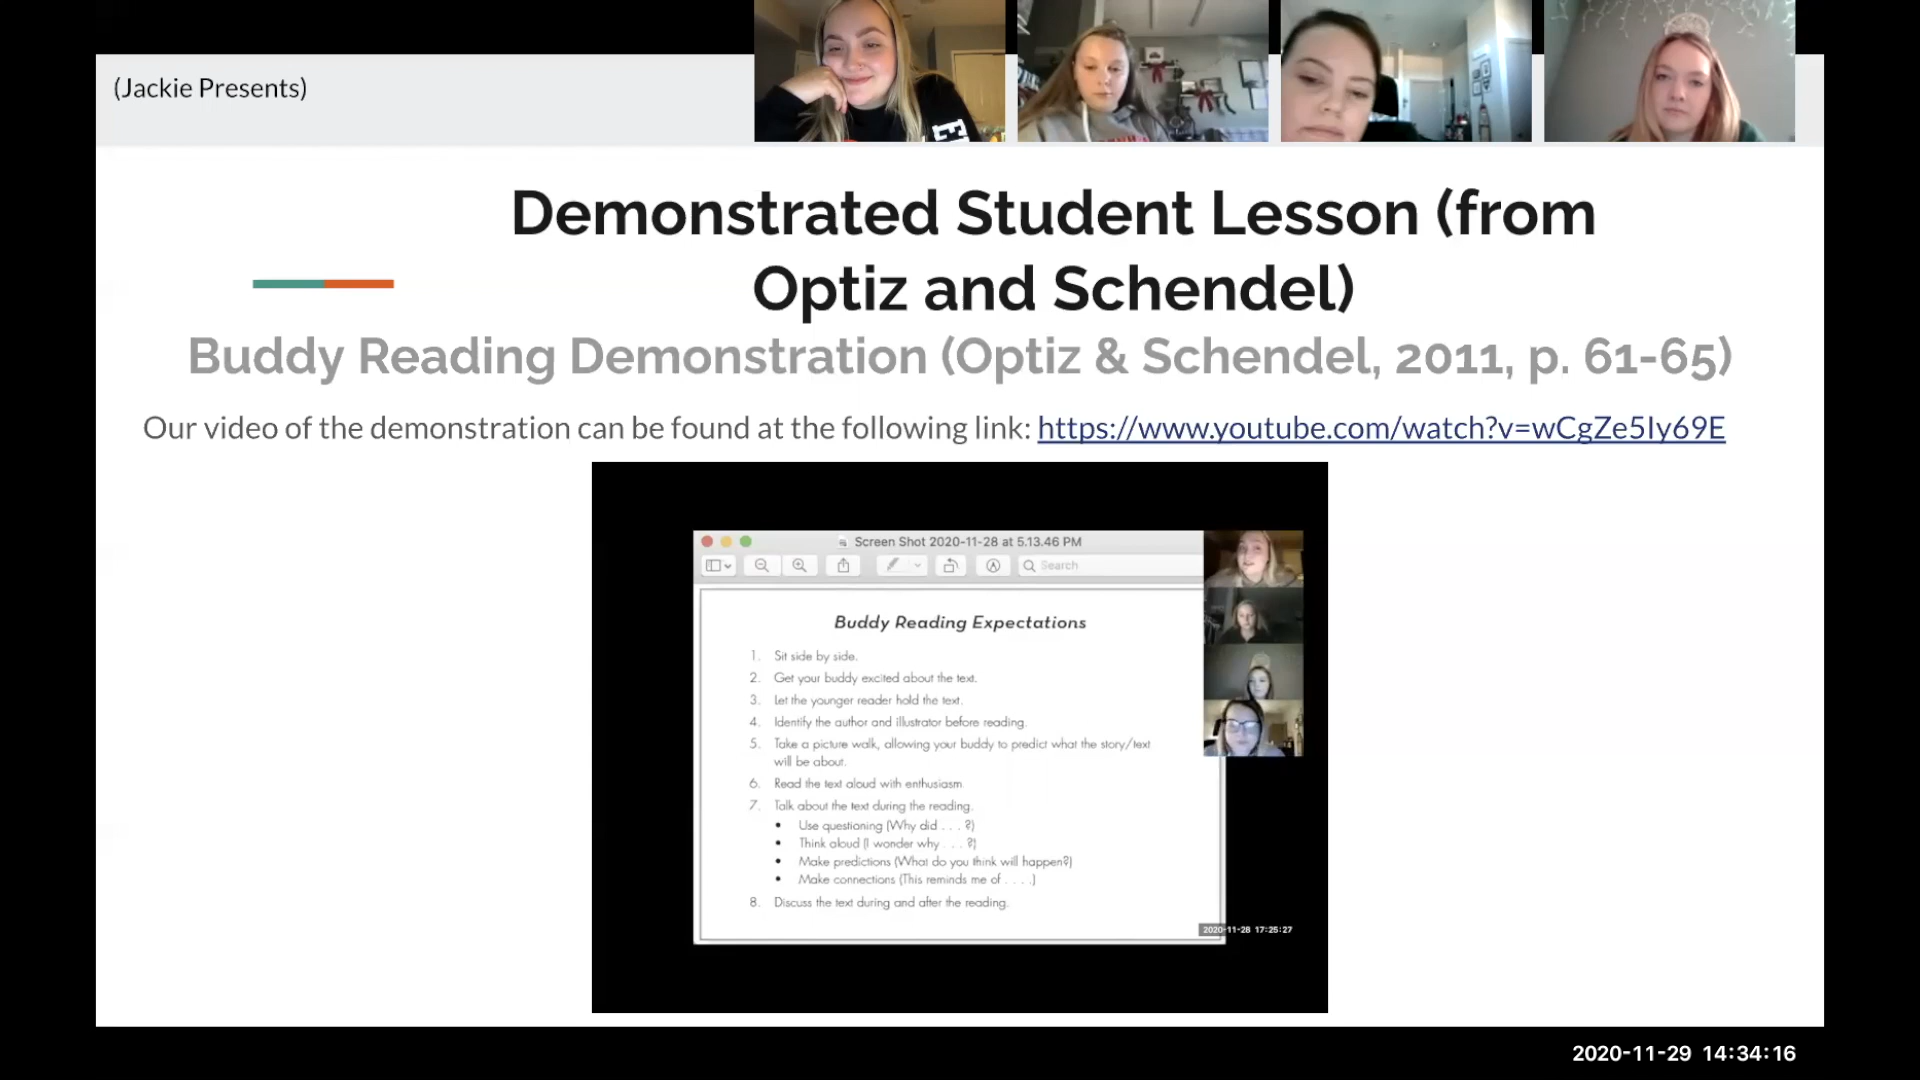 (Jackie Presents)
Demonstrated Student Lesson (from
Optiz and Schendel)
Buddy Reading Demonstration (Optiz & Schendel, 2011, p. 61-65)
Our video of the demonstration can be found at the following link: https://www.youtube.com/watch?v=wCgZe5Iy69E
Screen Shot 2020-11-28 at 5.13.46 PM
Search
Buddy Reading Expectations
1. Sit side by side.
2. Get your buddy excited about the text.
3. Let the younger reader hold the text.
4. Identify the author and illustrator before reading.
5. Take a picture walk, allowing your buddy to predict what the story/text
will be about.
6. Read the text aloud with enthusiasm
7. Talk about the text during the reading.
• Use questioning (Why did . . . ?)
• Think aloud (I wonder why . . . ?)
• Make predictions (What do you think will happen?)
• Make connections (This reminds me of . . . .)
8. Discuss the text during and after the reading.
2020-11-28 17:25:27
2020-11-29 14:34:16